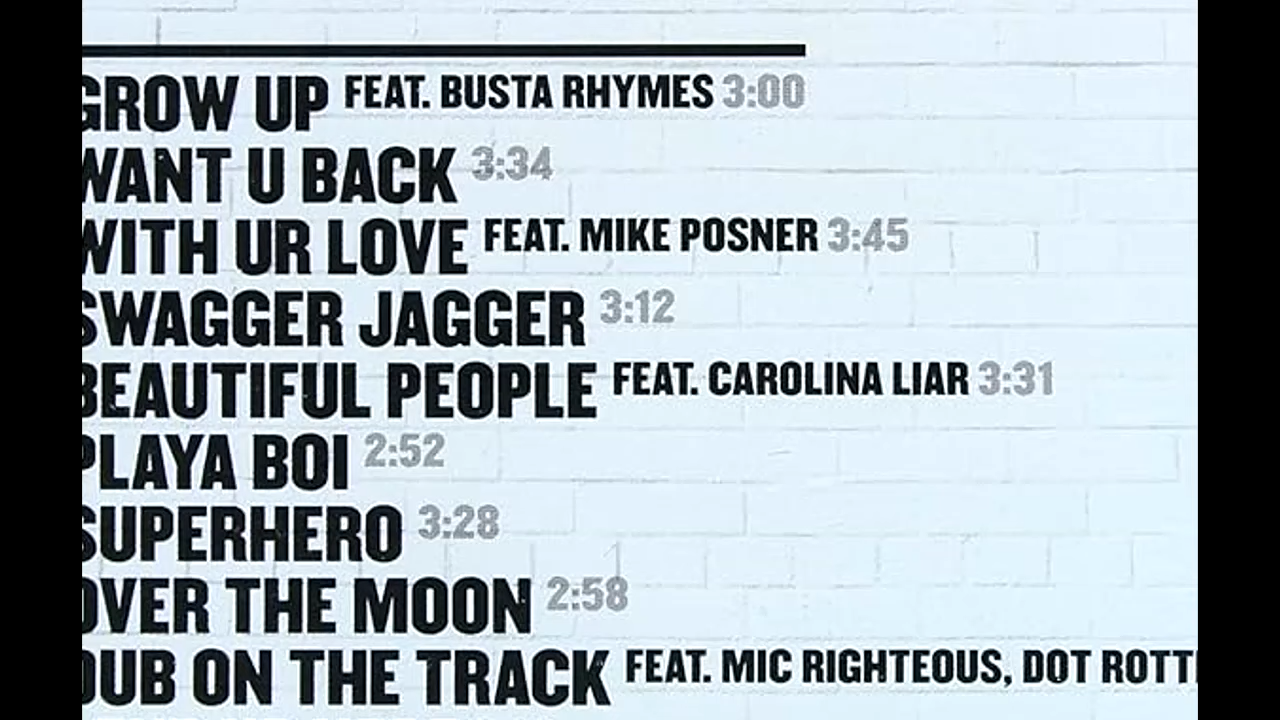 GROW UP FEAT. BUSTA RHYMES 3:00
WANT U BACK 3:34
WITH UR LOVE FEAT. MIKE POSNER 3:45
SWAGGER JAGGER 3:12
BEAUTIFUL PEOPLE FEAT. CAROLINA LIAR 3:31
PLAYA BOI 2:52
SUPERHERO 3:28
OVER THE MOON 2:58
DUB ON THE TRACK FEAT. MIC RIGHTEOUS, DOT ROTT